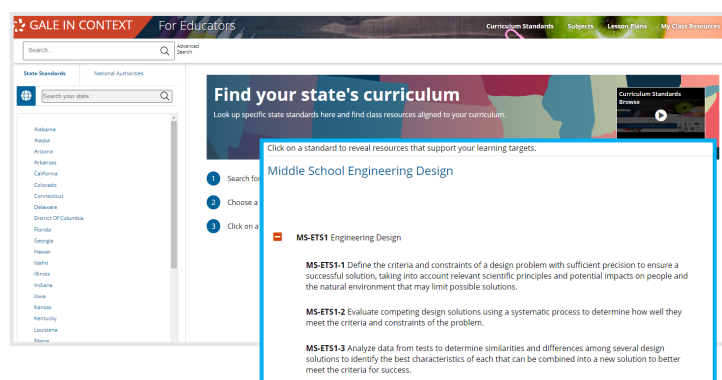 GALE IN CONTEXT For Educators
Curriculum Standards Subjects Lesson Plans My Class Resources
Search...
Advanced
Search
State Standards National Authorities
Search your state
Alabama
Alaska
Arizona
Arkansas
California
Colorado
Connecticut
Delaware
District Of Columbia
Florida
Georgia
Hawaii
Idaho
Illinois
Indiana
Iowa
Kansas
Kentucky
Louisiana
Maine
Find your state's curriculum
Look up specific state standards here and find class resources aligned to your curriculum.
Curriculum Standards
Browse
1 Search for
2 Choose a
3 Click on a
Click on a standard to reveal resources that support your learning targets.
Middle School Engineering Design
MS-ETS1 Engineering Design
MS-ETS1-1 Define the criteria and constraints of a design problem with sufficient precision to ensure a
successful solution, taking into account relevant scientific principles and potential impacts on people and
the natural environment that may limit possible solutions.
MS-ETS1-2 Evaluate competing design solutions using a systematic process to determine how well they
meet the criteria and constraints of the problem.
MS-ETS1-3 Analyze data from tests to determine similarities and differences among several design
solutions to identify the best characteristics of each that can be combined into a new solution to better
meet the criteria for success.